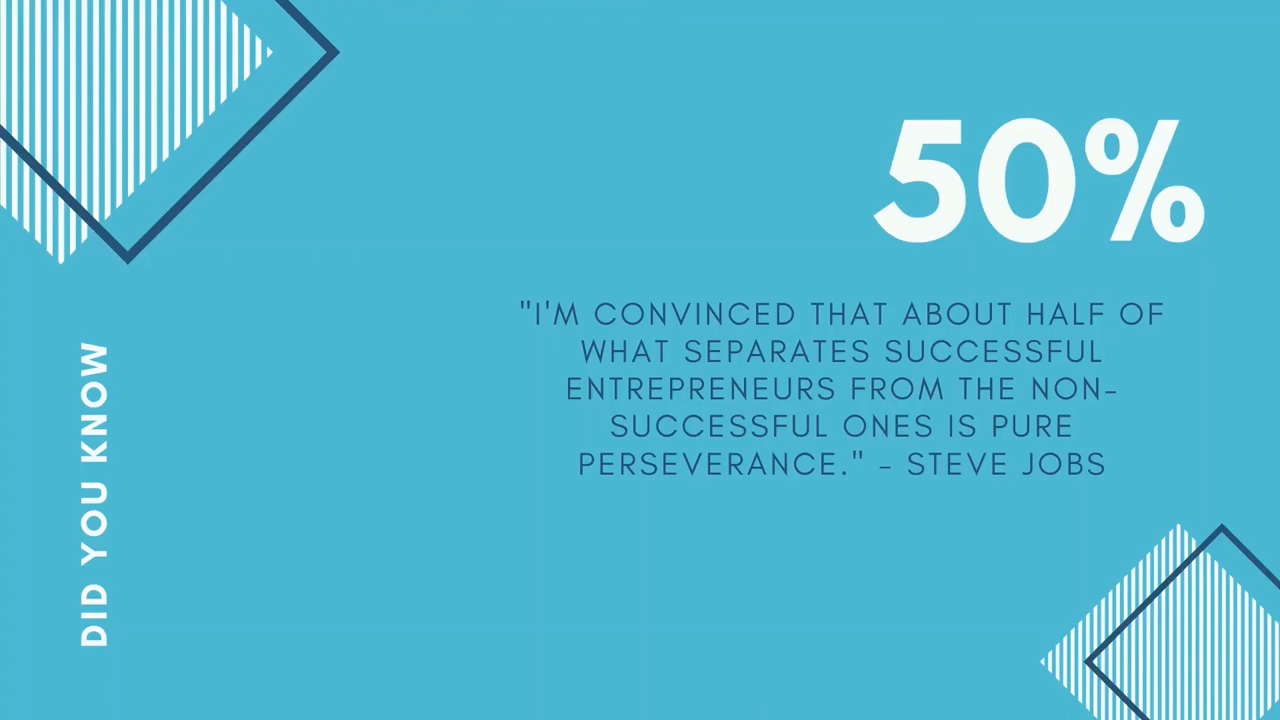 50%
"I'M CONVINCED THAT ABOUT HALF OF
WHAT SEPARATES SUCCESSFUL
ENTREPRENEURS FROM THE NON-
SUCCESSFUL ONES IS PURE
PERSEVERANCE." - STEVE JOBS
DID YOU KNOW